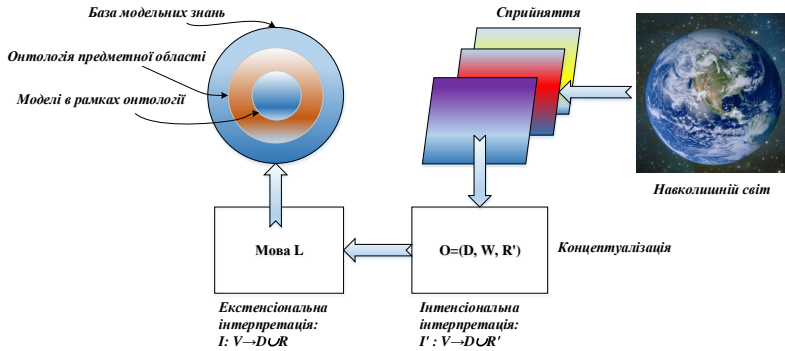 База модельних знань
Сприйняття
Онтологія предметної області
Моделі в рамках онтології
Навколишній світ
Мова L
O=(D, W, R')
Концептуалізація
Екстенсіональна
інтерпретація:
I: V→D∪R
Інтенсіональна
інтерпретація:
I' : V→D∪R'